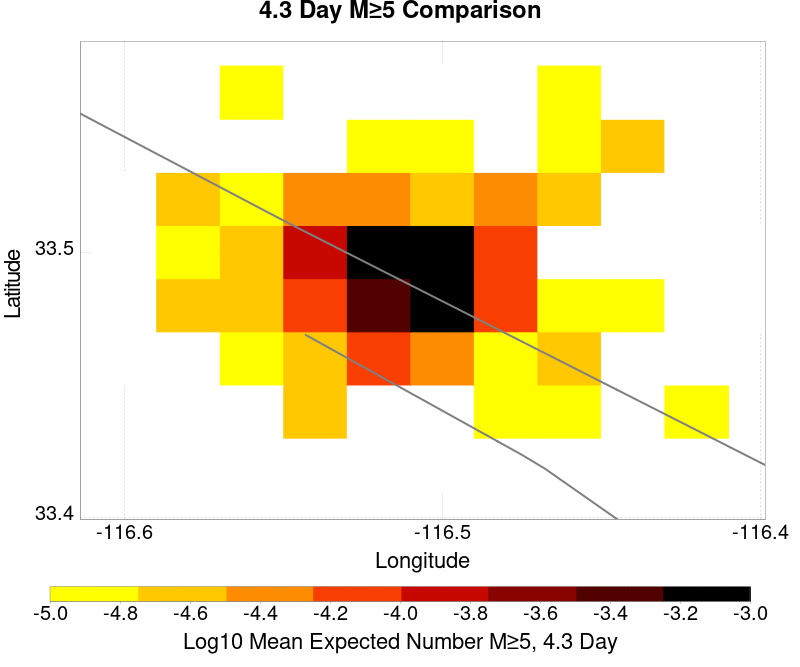 4.3 Day M≥5 Comparison
Latitude
33.5
33.4
-116.6 -116.5 -116.4
Longitude
-5.0 -4.8 -4.6 -4.4 -4.2 -4.0 -3.8 -3.6 -3.4 -3.2 -3.0
Log10 Mean Expected Number M≥5, 4.3 Day